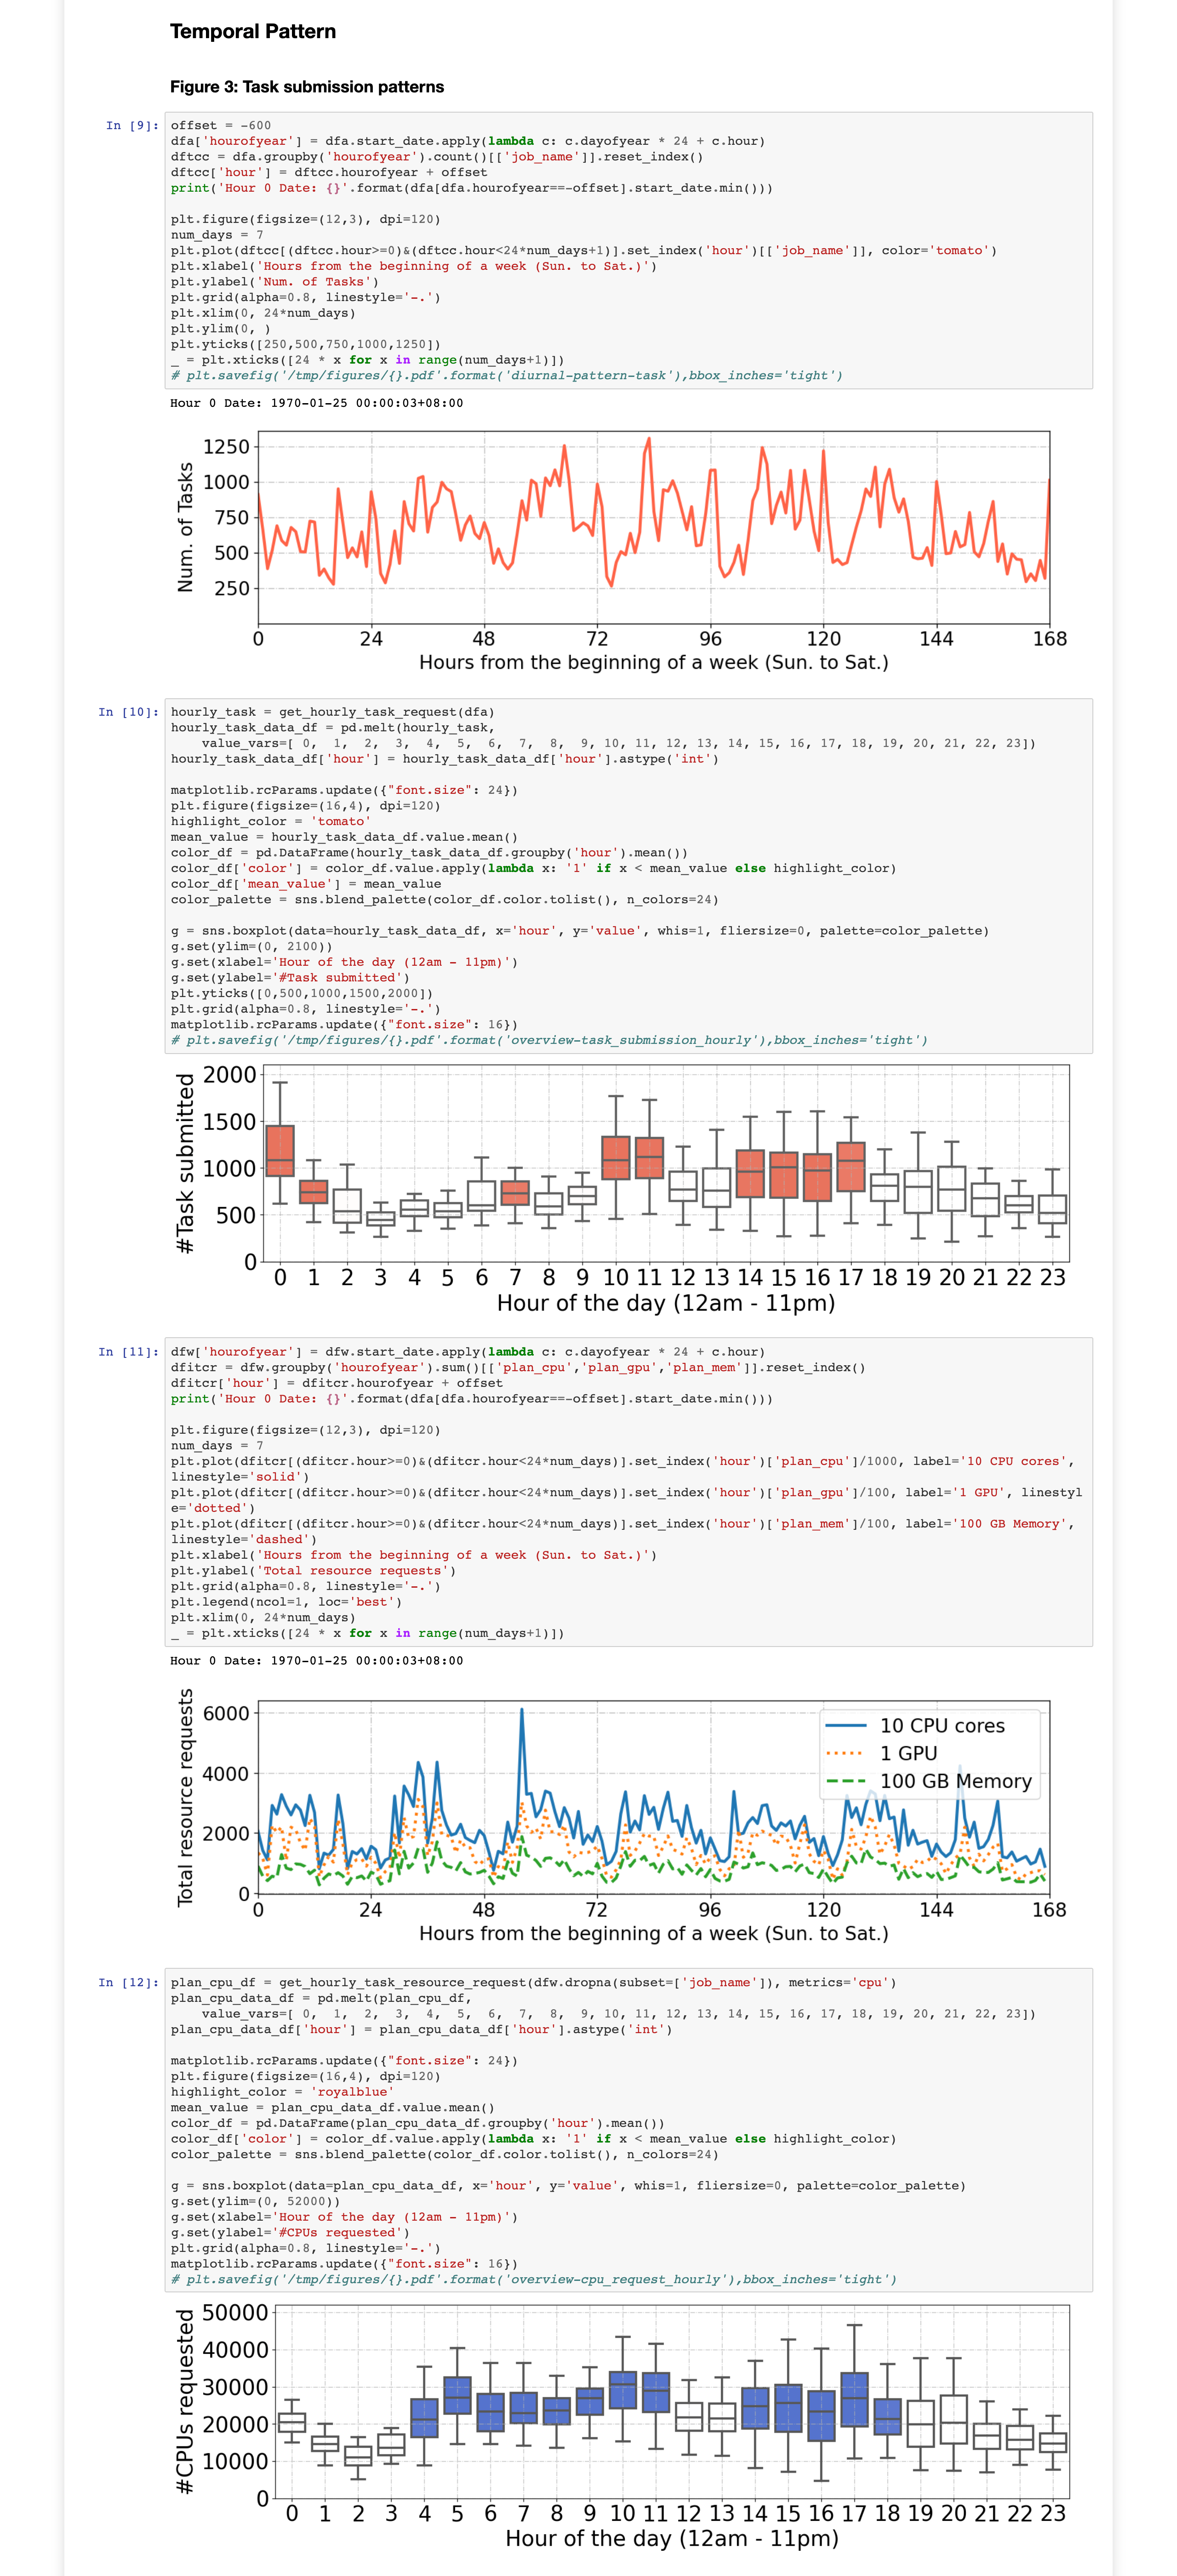 Temporal Pattern
Figure 3: Task submission patterns
In [9]:
offset = -600
dfa['hourofyear'] = dfa.start_date.apply(lambda c: c.dayofyear * 24 + c.hour)
dftcc = dfa.groupby('hourofyear').count()[['job_name']].reset_index()
dftcc['hour'] = dftcc.hourofyear + offset
print('Hour 0 Date: {}'.format(dfa[dfa.hourofyear==-offset].start_date.min()))
plt.figure(figsize=(12,3), dpi=120)
num_days = 7
plt.plot(dftcc[(dftcc.hour>=0)&(dftcc.hour<24*num_days+1)].set_index('hour')[['job_name']], color='tomato')
plt.xlabel('Hours from the beginning of a week (Sun. to Sat.)')
plt.ylabel('Num. of Tasks')
plt.grid(alpha=0.8, linestyle='-.')
plt.xlim(0, 24*num_days)
plt.ylim(0, )
plt.yticks([250,500,750,1000,1250])
_ = plt.xticks([24 * x for x in range(num_days+1)])
# plt.savefig('/tmp/figures/{}.pdf'.format('diurnal-pattern-task'),bbox_inches='tight')
Hour 0 Date: 1970-01-25 00:00:03+08:00
Num. of Tasks
1250
1000
750
500
250
0 24 48 72 96 120 144 168
Hours from the beginning of a week (Sun. to Sat.)
In [10]:
hourly_task = get_hourly_task_request(dfa)
hourly_task_data_df = pd.melt(hourly_task,
value_vars=[ 0, 1, 2, 3, 4, 5, 6, 7, 8, 9, 10, 11, 12, 13, 14, 15, 16, 17, 18, 19, 20, 21, 22, 23])
hourly_task_data_df['hour'] = hourly_task_data_df['hour'].astype('int')
matplotlib.rcParams.update({"font.size": 24})
plt.figure(figsize=(16,4), dpi=120)
highlight_color = 'tomato'
mean_value = hourly_task_data_df.value.mean()
color_df = pd.DataFrame(hourly_task_data_df.groupby('hour').mean())
color_df['color'] = color_df.value.apply(lambda x: '1' if x < mean_value else highlight_color)
color_df['mean_value'] = mean_value
color_palette = sns.blend_palette(color_df.color.tolist(), n_colors=24)
g = sns.boxplot(data=hourly_task_data_df, x='hour', y='value', whis=1, fliersize=0, palette=color_palette)
g.set(ylim=(0, 2100))
g.set(xlabel='Hour of the day (12am - 11pm)')
g.set(ylabel='#Task submitted')
plt.yticks([0,500,1000,1500,2000])
plt.grid(alpha=0.8, linestyle='-.')
matplotlib.rcParams.update({"font.size": 16})
# plt.savefig('/tmp/figures/{}.pdf'.format('overview-task_submission_hourly'),bbox_inches='tight')
#Task submitted
2000
1500
1000
500
0
0 1 2 3 4 5 6 7 8 9 10 11 12 13 14 15 16 17 18 19 20 21 22 23
Hour of the day (12am - 11pm)
In [11]:
dfw['hourofyear'] = dfw.start_date.apply(lambda c: c.dayofyear * 24 + c.hour)
dfitcr = dfw.groupby('hourofyear').sum()[['plan_cpu','plan_gpu','plan_mem']].reset_index()
dfitcr['hour'] = dfitcr.hourofyear + offset
print('Hour 0 Date: {}'.format(dfa[dfa.hourofyear==-offset].start_date.min()))
plt.figure(figsize=(12,3), dpi=120)
num_days = 7
plt.plot(dfitcr[(dfitcr.hour>=0)&(dfitcr.hour<24*num_days)].set_index('hour')['plan_cpu']/1000, label='10 CPU cores',
linestyle='solid')
plt.plot(dfitcr[(dfitcr.hour>=0)&(dfitcr.hour<24*num_days)].set_index('hour')['plan_gpu']/100, label='1 GPU', linestyl
e='dotted')
plt.plot(dfitcr[(dfitcr.hour>=0)&(dfitcr.hour<24*num_days)].set_index('hour')['plan_mem']/100, label='100 GB Memory',
linestyle='dashed')
plt.xlabel('Hours from the beginning of a week (Sun. to Sat.)')
plt.ylabel('Total resource requests')
plt.grid(alpha=0.8, linestyle='-.')
plt.legend(ncol=1, loc='best')
plt.xlim(0, 24*num_days)
_ = plt.xticks([24 * x for x in range(num_days+1)])
Hour 0 Date: 1970-01-25 00:00:03+08:00
Total resource requests
6000
4000
2000
0
10 CPU cores
1 GPU
100 GB Memory
0 24 48 72 96 120 144 168
Hours from the beginning of a week (Sun. to Sat.)
In [12]:
plan_cpu_df = get_hourly_task_resource_request(dfw.dropna(subset=['job_name']), metrics='cpu')
plan_cpu_data_df = pd.melt(plan_cpu_df,
value_vars=[ 0, 1, 2, 3, 4, 5, 6, 7, 8, 9, 10, 11, 12, 13, 14, 15, 16, 17, 18, 19, 20, 21, 22, 23])
plan_cpu_data_df['hour'] = plan_cpu_data_df['hour'].astype('int')
matplotlib.rcParams.update({"font.size": 24})
plt.figure(figsize=(16,4), dpi=120)
highlight_color = 'royalblue'
mean_value = plan_cpu_data_df.value.mean()
color_df = pd.DataFrame(plan_cpu_data_df.groupby('hour').mean())
color_df['color'] = color_df.value.apply(lambda x: '1' if x < mean_value else highlight_color)
color_palette = sns.blend_palette(color_df.color.tolist(), n_colors=24)
g = sns.boxplot(data=plan_cpu_data_df, x='hour', y='value', whis=1, fliersize=0, palette=color_palette)
g.set(ylim=(0, 52000))
g.set(xlabel='Hour of the day (12am - 11pm)')
g.set(ylabel='#CPUs requested')
plt.grid(alpha=0.8, linestyle='-.')
matplotlib.rcParams.update({"font.size": 16})
# plt.savefig('/tmp/figures/{}.pdf'.format('overview-cpu_request_hourly'),bbox_inches='tight')
#CPUs requested
50000
40000
30000
20000
10000
0
0 1 2 3 4 5 6 7 8 9 10 11 12 13 14 15 16 17 18 19 20 21 22 23
Hour of the day (12am - 11pm)